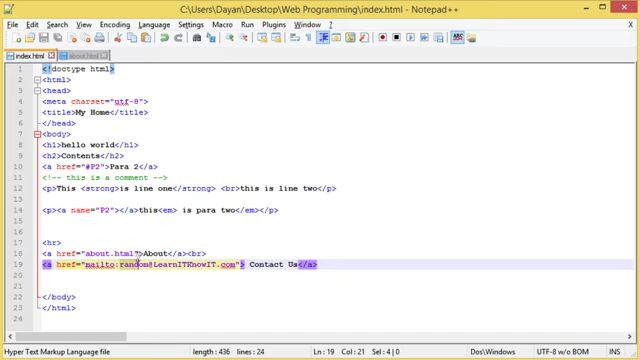 C:\Users\Dayan\Desktop\Web Programming\index.html - Notepad++
File Edit Search View Encoding Language Settings Macro Run Plugins Window ?
index.html about.html
1 <!doctype html>
2 <html>
3 <head>
4 <meta charset="utf-8">
5 <title>My Home</title>
6 </head>
7 <body>
8 <h1>hello world</h1>
9 <h2>Contents</h2>
10 <a href="#P2">Para 2</a>
11 <!-- this is a comment -->
12 <p>This <strong>is line one</strong> <br>this is line two</p>
13
14 <p><a name="P2"></a>this<em> is para two</em></p>
15
16
17 <hr>
18 <a href="about.html">About</a><br>
19 <a href="mailto:random@LearnITKnowIT.com"> Contact Us</a>
20
21
22 </body>
23 </html>
24
Hyper Text Markup Language file length : 436 lines : 24 Ln : 19 Col : 21 Sel : 4 | 0 Dos\Windows UTF-8 w/o BOM INS